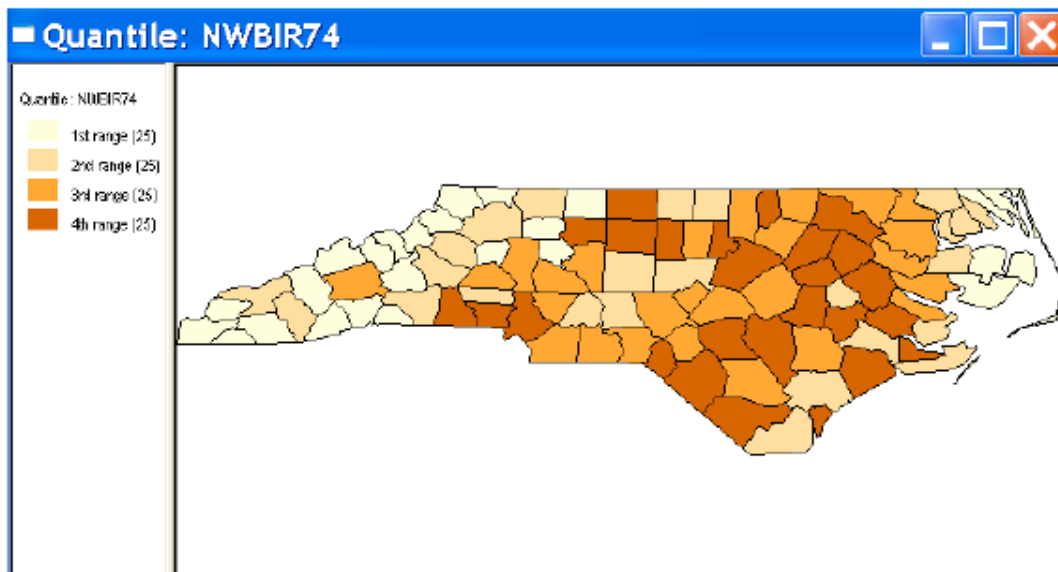 Quantile: NWBIR74
Quantile: NWBIR74
1st range (25)
2nd range (25)
3rd range (25)
4th range (25)